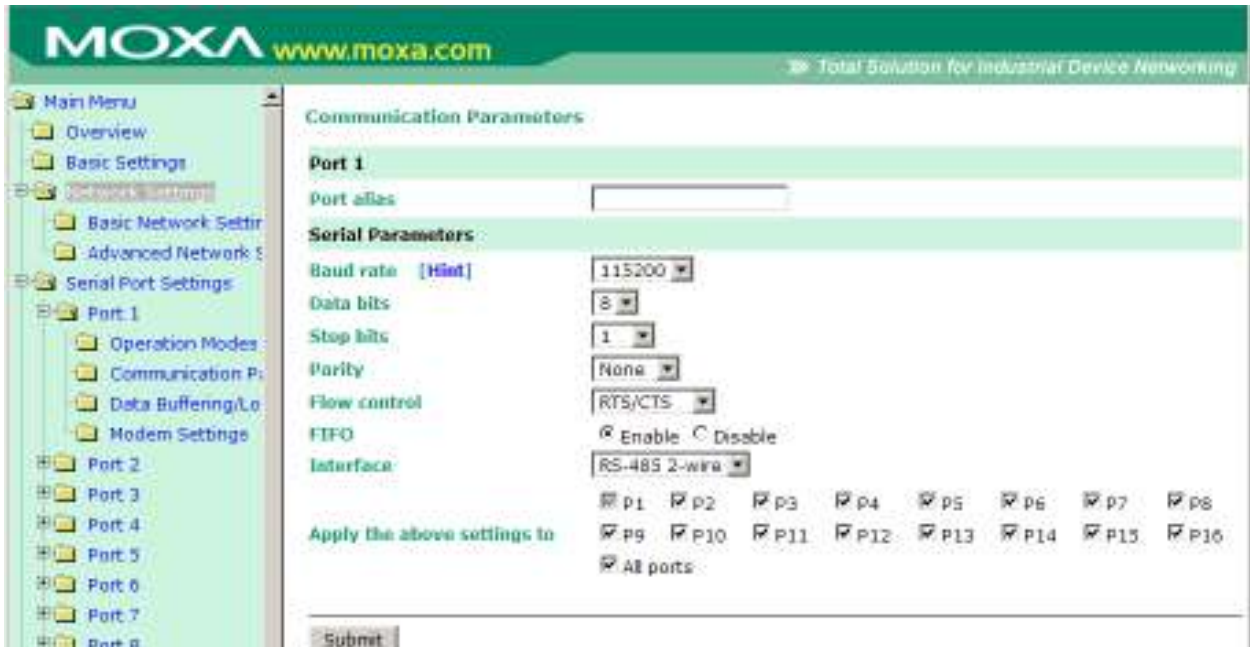 MOXA www.moxa.com
Total Solution for Industrial Device Networking
Main Menu
Overview
Basic Settings
Network Settings
Basic Network Settin
Advanced Network S
Serial Port Settings
Port 1
Operation Modes
Communication Pa
Data Buffering/Lo
Modem Settings
Port 2
Port 3
Port 4
Port 5
Port 6
Port 7
Port 8
Communication Parameters
Port 1
Port alias
Serial Parameters
Baud rate [Hint] 115200
Data bits 8
Stop bits 1
Parity None
Flow control RTS/CTS
FIFO Enable Disable
Interface RS-485 2-wire
P1 P2 P3 P4 P5 P6 P7 P8
Apply the above settings to P9 P10 P11 P12 P13 P14 P15 P16
All ports
Submit